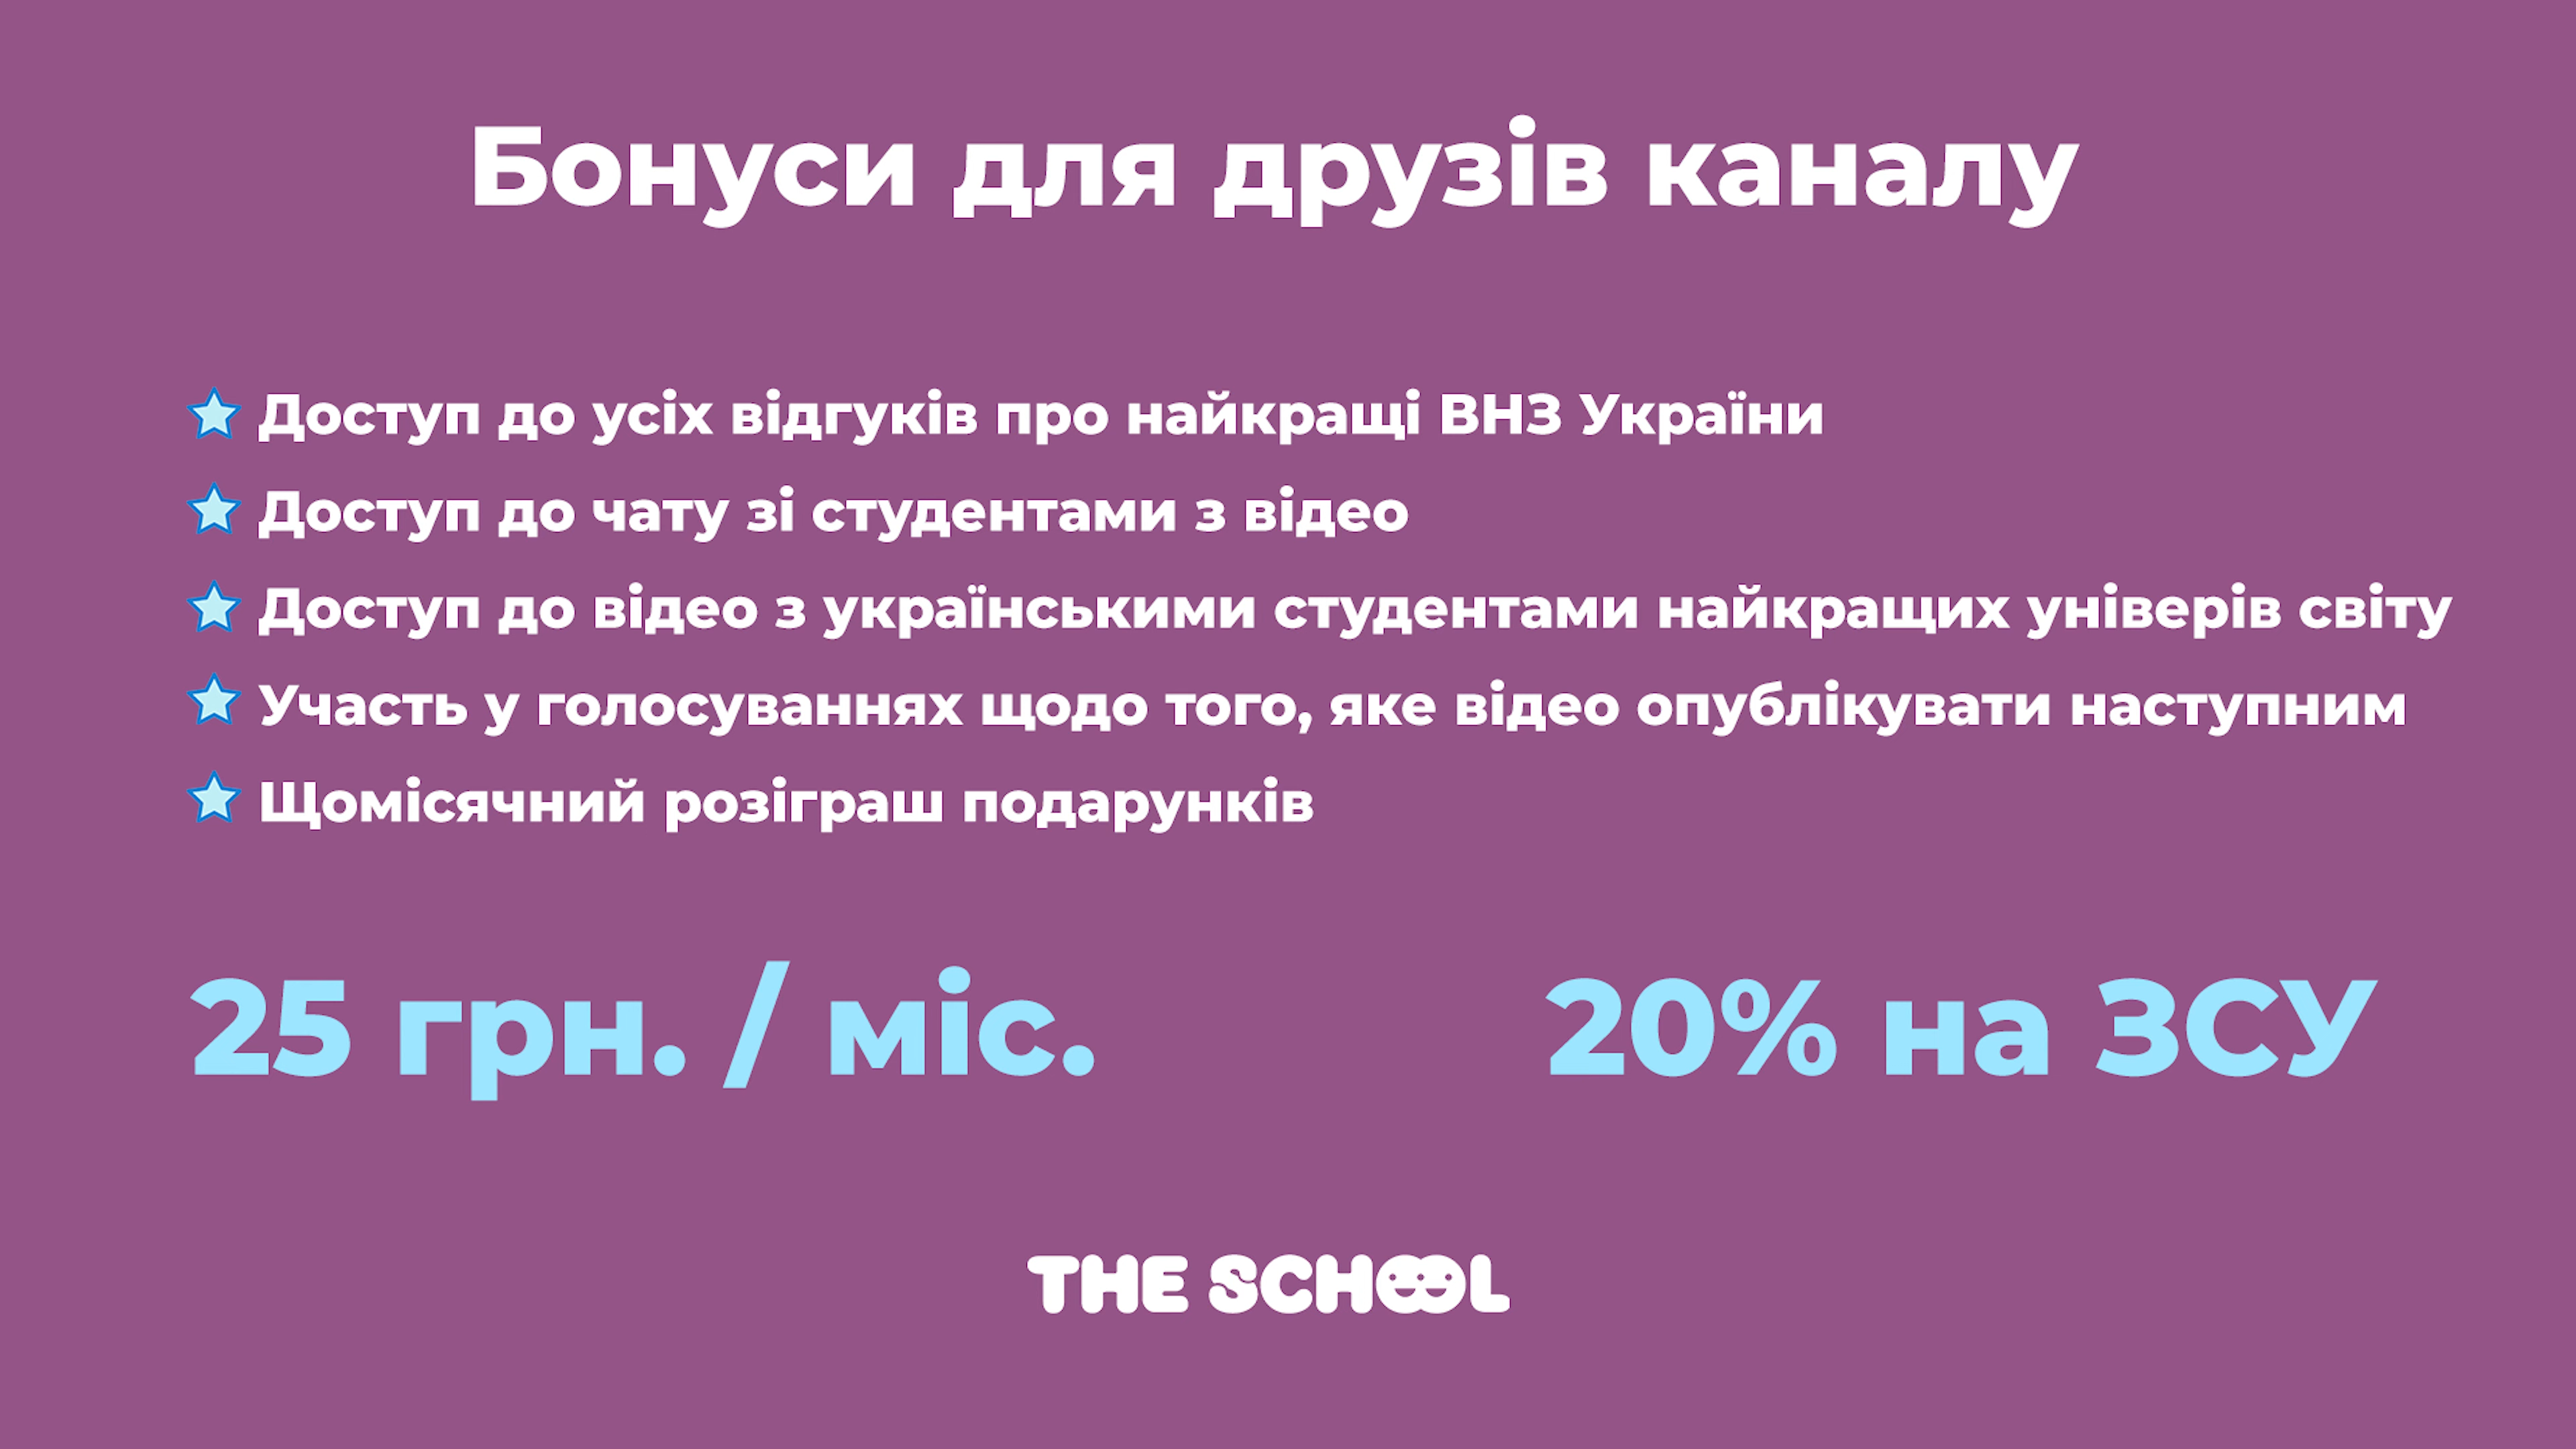 Бонуси для друзів каналу
Доступ до усіх відгуків про найкращі ВНЗ України
Доступ до чату зі студентами з відео
Доступ до відео з українськими студентами найкращих універів світу
Участь у голосуваннях щодо того, яке відео опублікувати наступним
Щомісячний розіграш подарунків
25 грн. / міс.
20% на ЗСУ
THE SCHOOL